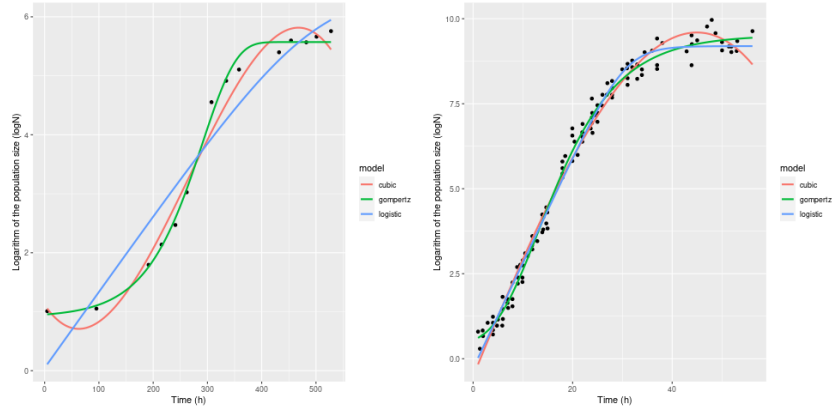 6
4
2
0
0
100
200
300
400
500
Time (h)
Logarithm of the population size (logN)
model
cubic
gompertz
logistic
10.0
7.5
5.0
2.5
0.0
0
20
40
Time (h)
Logarithm of the population size (logN)
model
cubic
gompertz
logistic